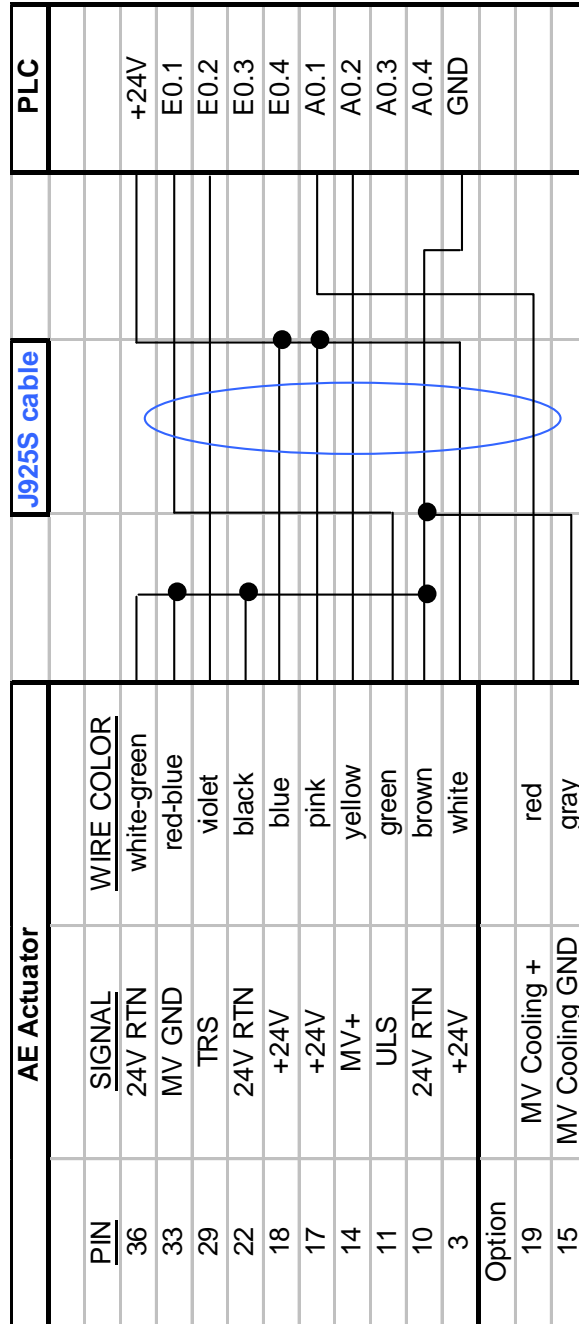 AE Actuator J925S cable PLC
PIN SIGNAL WIRE COLOR
36 24V RTN white-green +24V
33 MV GND red-blue E0.1
29 TRS violet E0.2
22 24V RTN black E0.3
18 +24V blue E0.4
17 +24V pink A0.1
14 MV+ yellow A0.2
11 ULS green A0.3
10 24V RTN brown A0.4
3 +24V white GND
Option
19 MV Cooling + red
15 MV Cooling GND gray